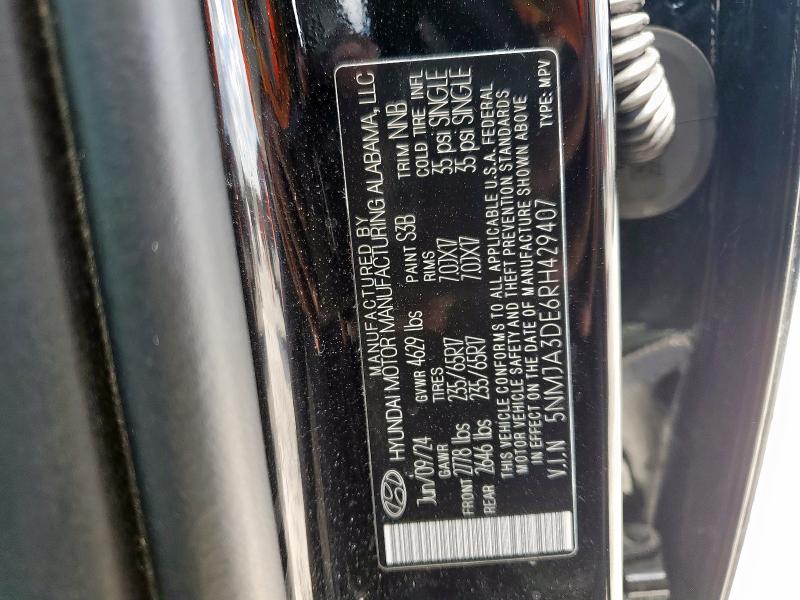 MANUFACTURED BY
HYUNDAI MOTOR MANUFACTURING ALABAMA, LLC
Jun/09/24 GVWR 4629 lbs PAINT S3B TRIM NNB
GAWR TIRES RIMS COLD TIRE INFL
FRONT 2778 lbs 235/65R17 7.0JX17 35 psi SINGLE
REAR 2646 lbs 235/65R17 7.0JX17 35 psi SINGLE
THIS VEHICLE CONFORMS TO ALL APPLICABLE U.S.A. FEDERAL
MOTOR VEHICLE SAFETY AND THEFT PREVENTION STANDARDS
IN EFFECT ON THE DATE OF MANUFACTURE SHOWN ABOVE
V.I.N 5NMJA3DE6RH429407 TYPE: MPV